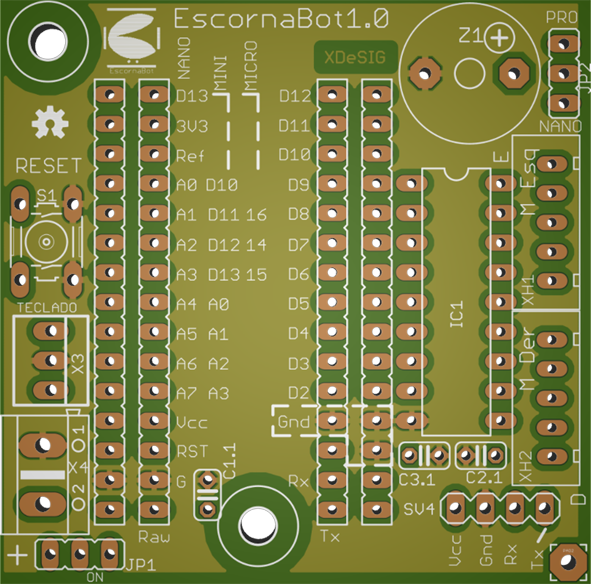 EscornaBot1.0
PRO
Z1
JP2
NANO
EscornaBot
NANO
MINI
MICRO
XDeSIG
RESET
S1
TECLADO
X3
X4
O1
O2
+
JP1
ON
D13
3V3
Ref
A0 D10
A1 D11 16
A2 D12 14
A3 D13 15
A4 A0
A5 A1
A6 A2
A7 A3
Vcc
RST
G
Raw
C1.1
D12
D11
D10
D9
D8
D7
D6
D5
D4
D3
D2
Gnd
Rx
Tx
E
M Esq
XH1
IC1
M Der
XH2
D
C3.1
C2.1
SV4
Vcc
Gnd
Rx
Tx